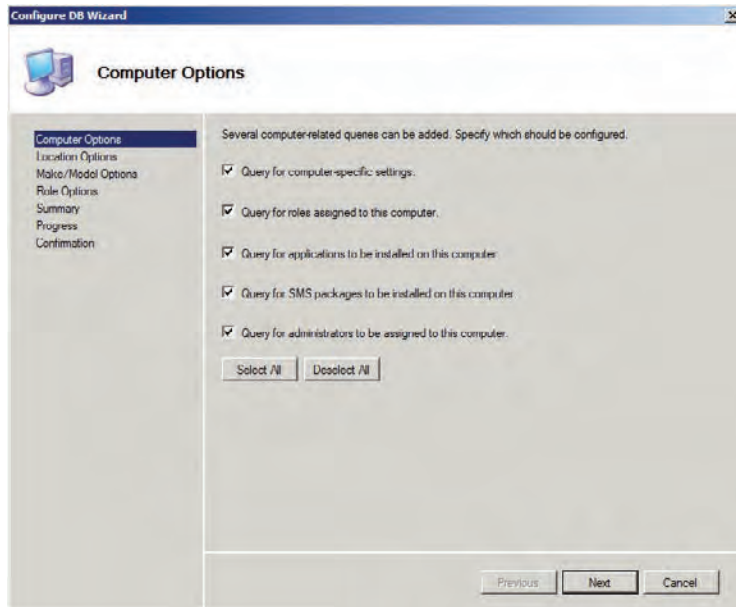 Configure DB Wizard
Computer Options
Computer Options
Location Options
Make/Model Options
Role Options
Summary
Progress
Confirmation
Several computer-related queries can be added. Specify which should be configured.
Query for computer-specific settings.
Query for roles assigned to this computer.
Query for applications to be installed on this computer
Query for SMS packages to be installed on this computer
Query for administrators to be assigned to this computer.
Select All Deselect All
Previous Next Cancel